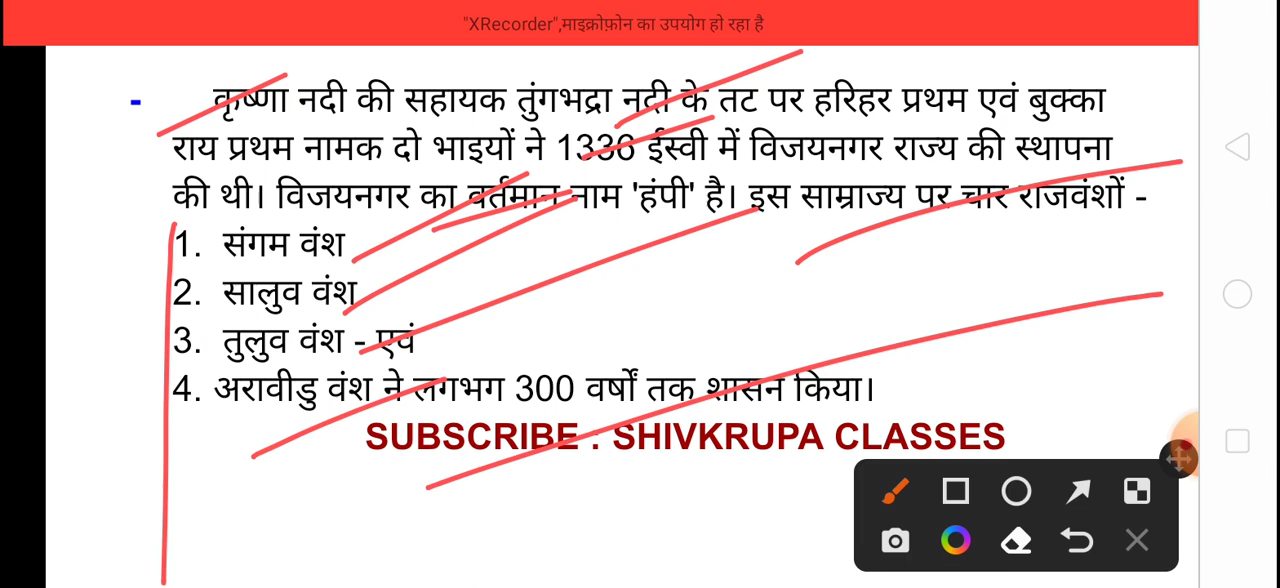 "XRecorder",माइक्रोफ़ोन का उपयोग हो रहा है
- कृष्णा नदी की सहायक तुंगभद्रा नदी के तट पर हरिहर प्रथम एवं बुक्का
राय प्रथम नामक दो भाइयों ने 1336 ईस्वी में विजयनगर राज्य की स्थापना
की थी। विजयनगर का वर्तमान नाम 'हंपी' है। इस साम्राज्य पर चार राजवंशों -
1. संगम वंश
2. सालुव वंश
3. तुलुव वंश - एवं
4. अरावीडु वंश ने लगभग 300 वर्षों तक शासन किया।
SUBSCRIBE : SHIVKRUPA CLASSES